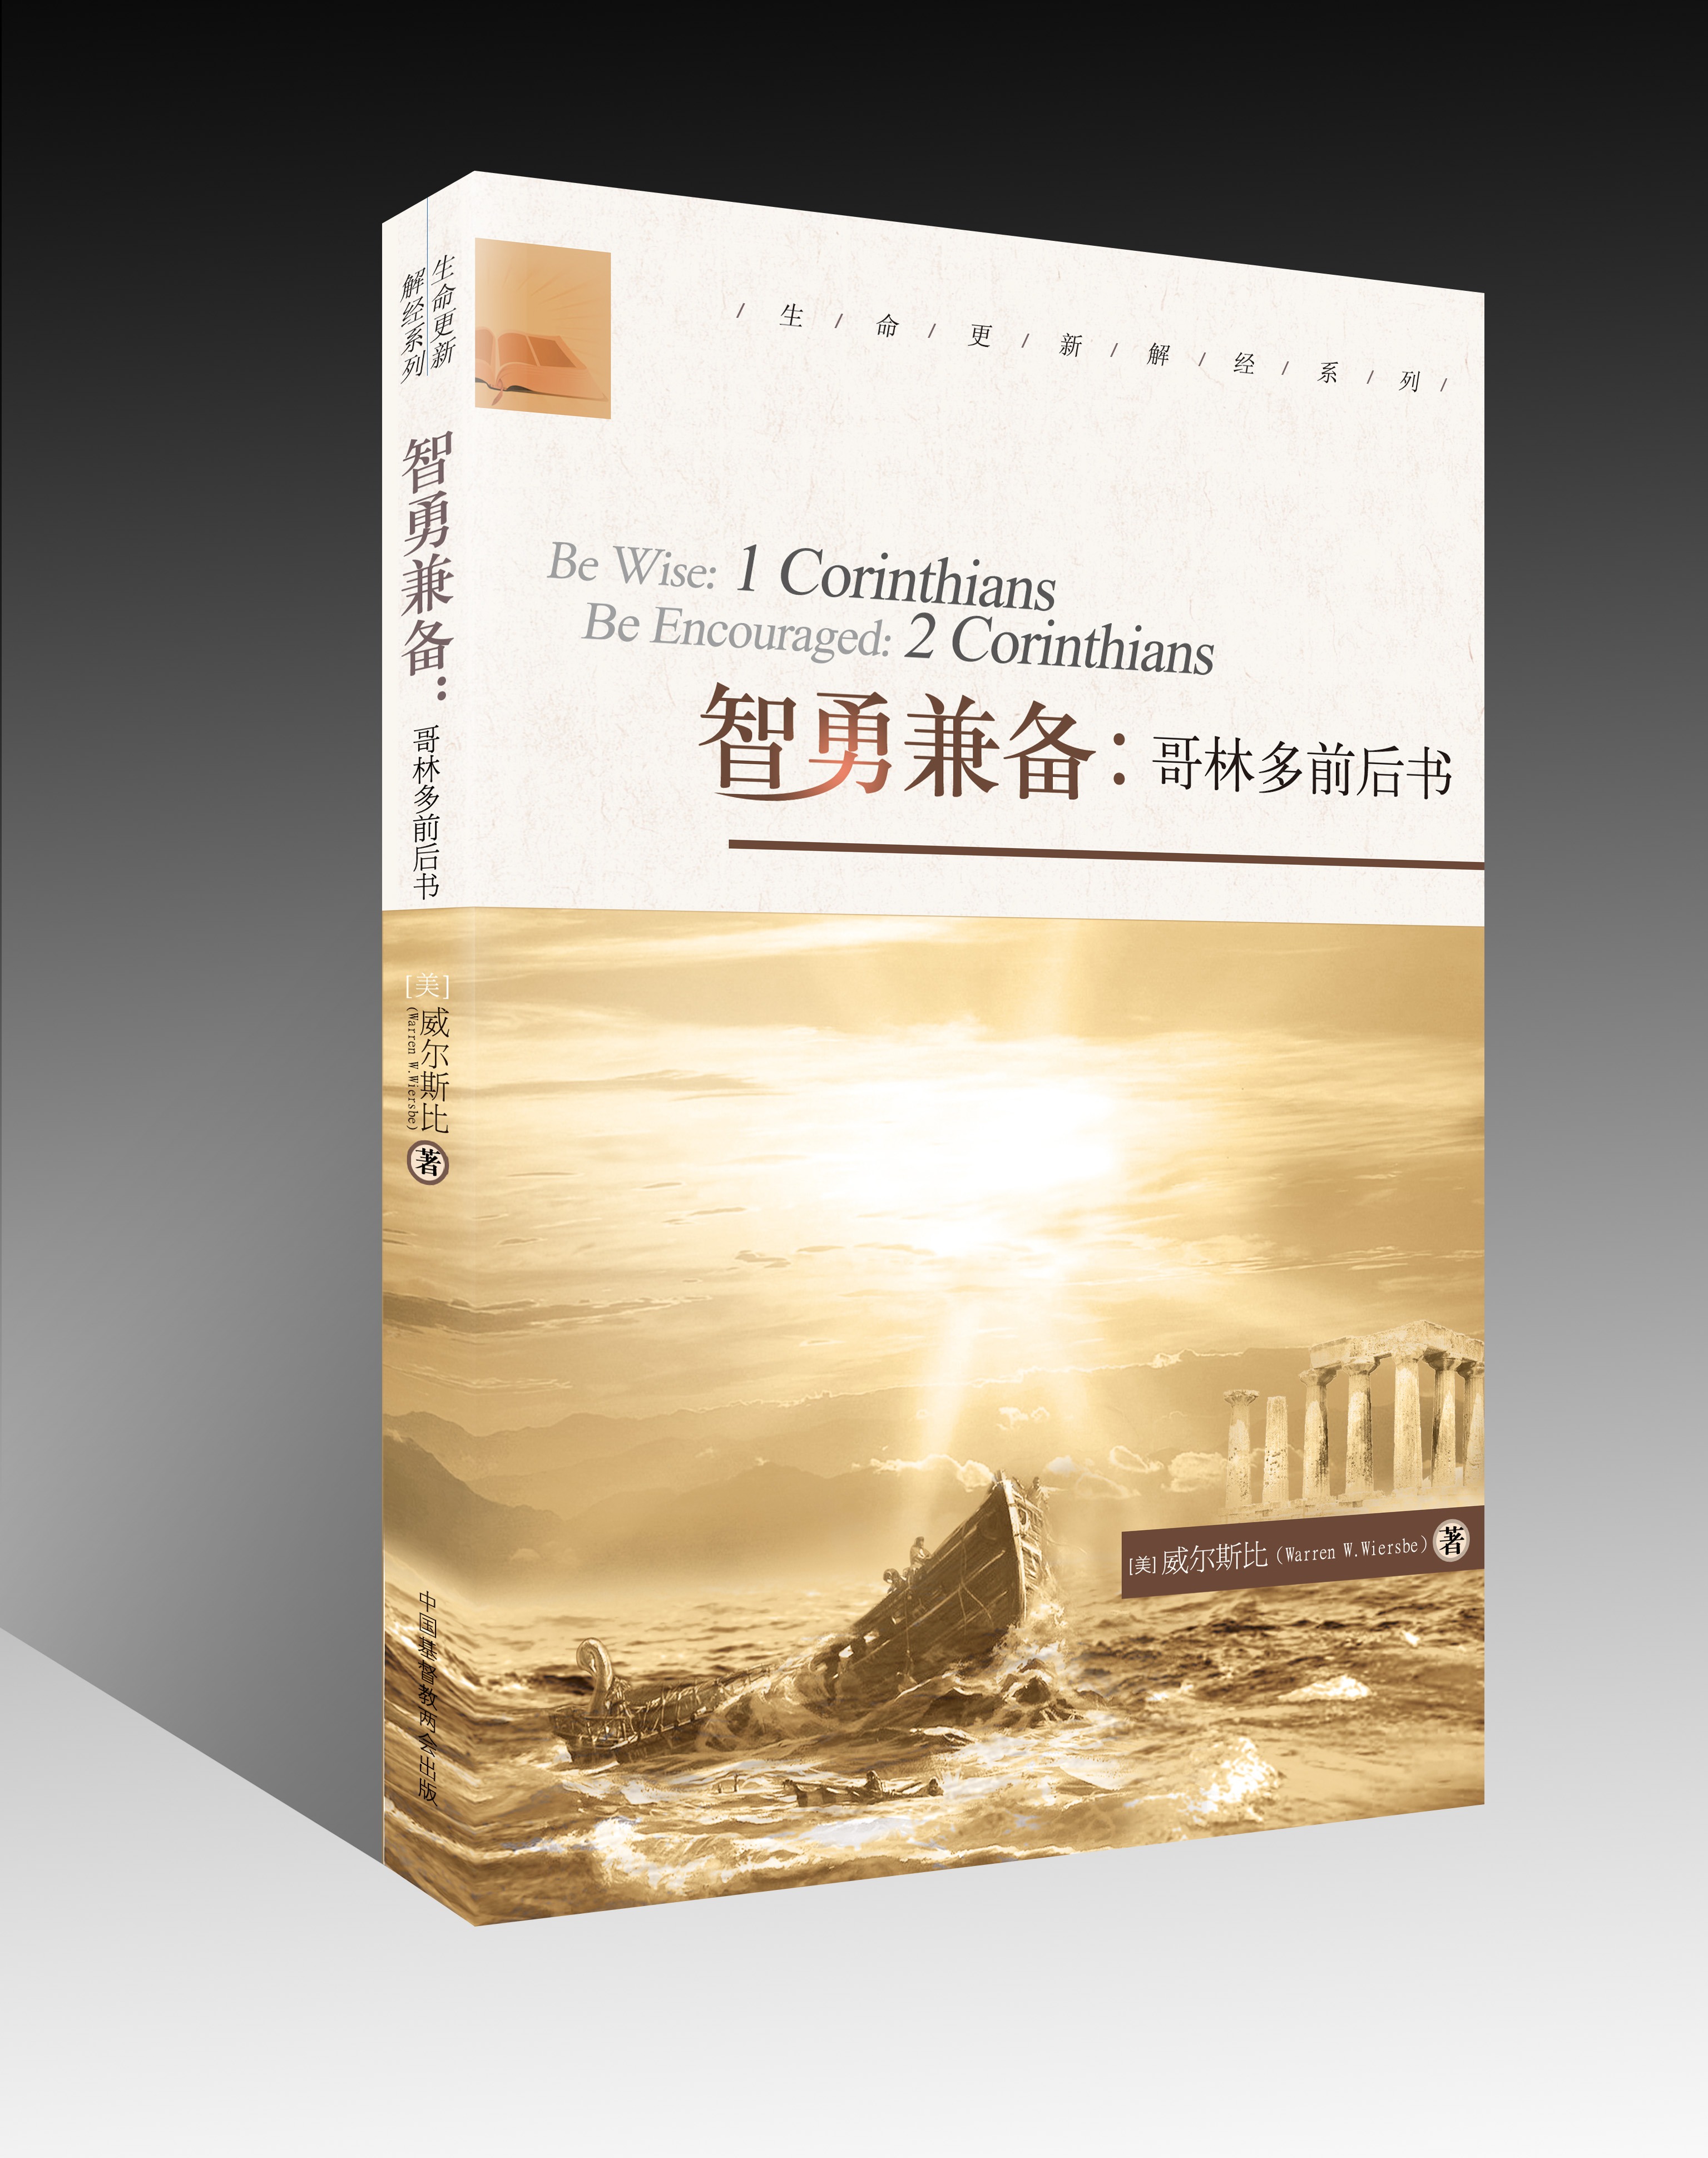 生命更新
解经系列
智勇兼备：
哥林多前后书
[美]
威尔斯比
(Warren W.Wiersbe)
著
中国基督教两会出版
/ 生 / 命 / 更 / 新 / 解 / 经 / 系 / 列 /
Be Wise: 1 Corinthians
Be Encouraged: 2 Corinthians
智勇兼备：哥林多前后书
[美] 威尔斯比 (Warren W.Wiersbe) 著